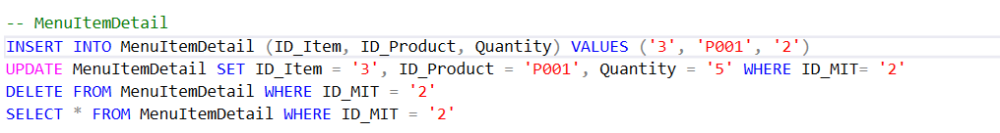 -- MenuItemDetail
INSERT INTO MenuItemDetail (ID_Item, ID_Product, Quantity) VALUES ('3', 'P001', '2')
UPDATE MenuItemDetail SET ID_Item = '3', ID_Product = 'P001', Quantity = '5' WHERE ID_MIT= '2'
DELETE FROM MenuItemDetail WHERE ID_MIT = '2'
SELECT * FROM MenuItemDetail WHERE ID_MIT = '2'